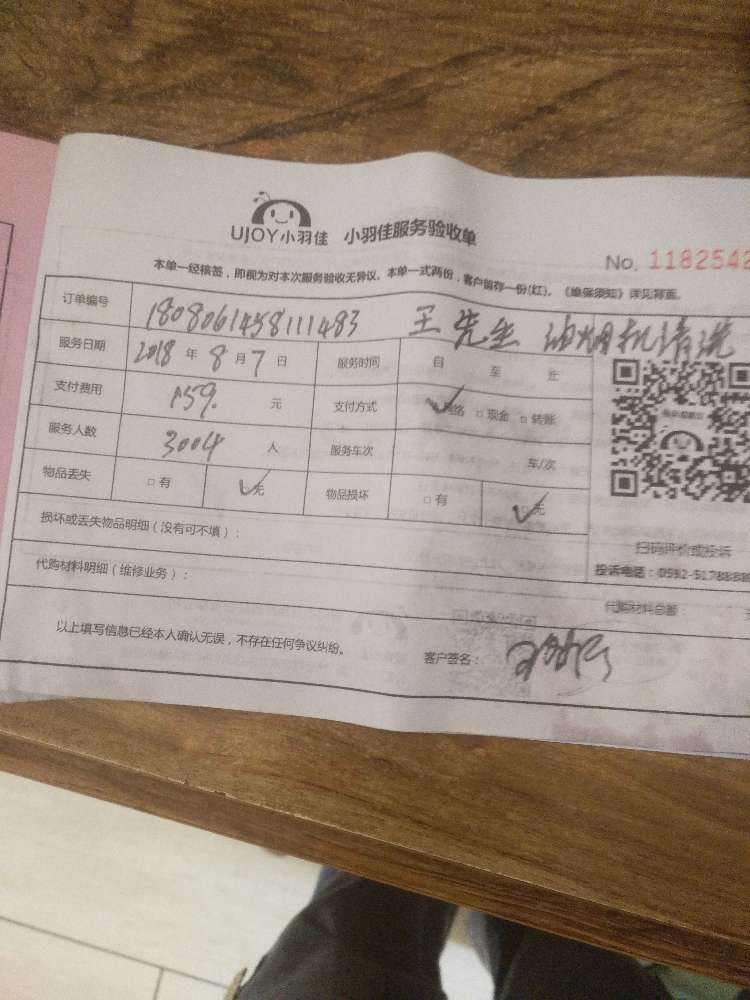 UJOY小羽佳 小羽佳服务验收单
No. 1182542
本单一经核签，即视为对本次服务验收无异议。本单一式两份，客户留存一份(红)。《维保须知》详见背面。
订单编号 1808061458111483 王先生 油烟机清洗
服务日期 2018 年 8 月 7 日 服务时间 自 至 止
支付费用 159. 元 支付方式 网络 □ 现金 □ 转账
服务人数 3004 人 服务车次 车/次
物品丢失 □ 有 无 物品损坏 □ 有 无
损坏或丢失物品明细（没有可不填）：
扫码评价或投诉
投诉电话：0592-5178888
代购材料明细（维修业务）：
代购材料总额：
以上填写信息已经本人确认无误，不存在任何争议纠纷。
客户签名：